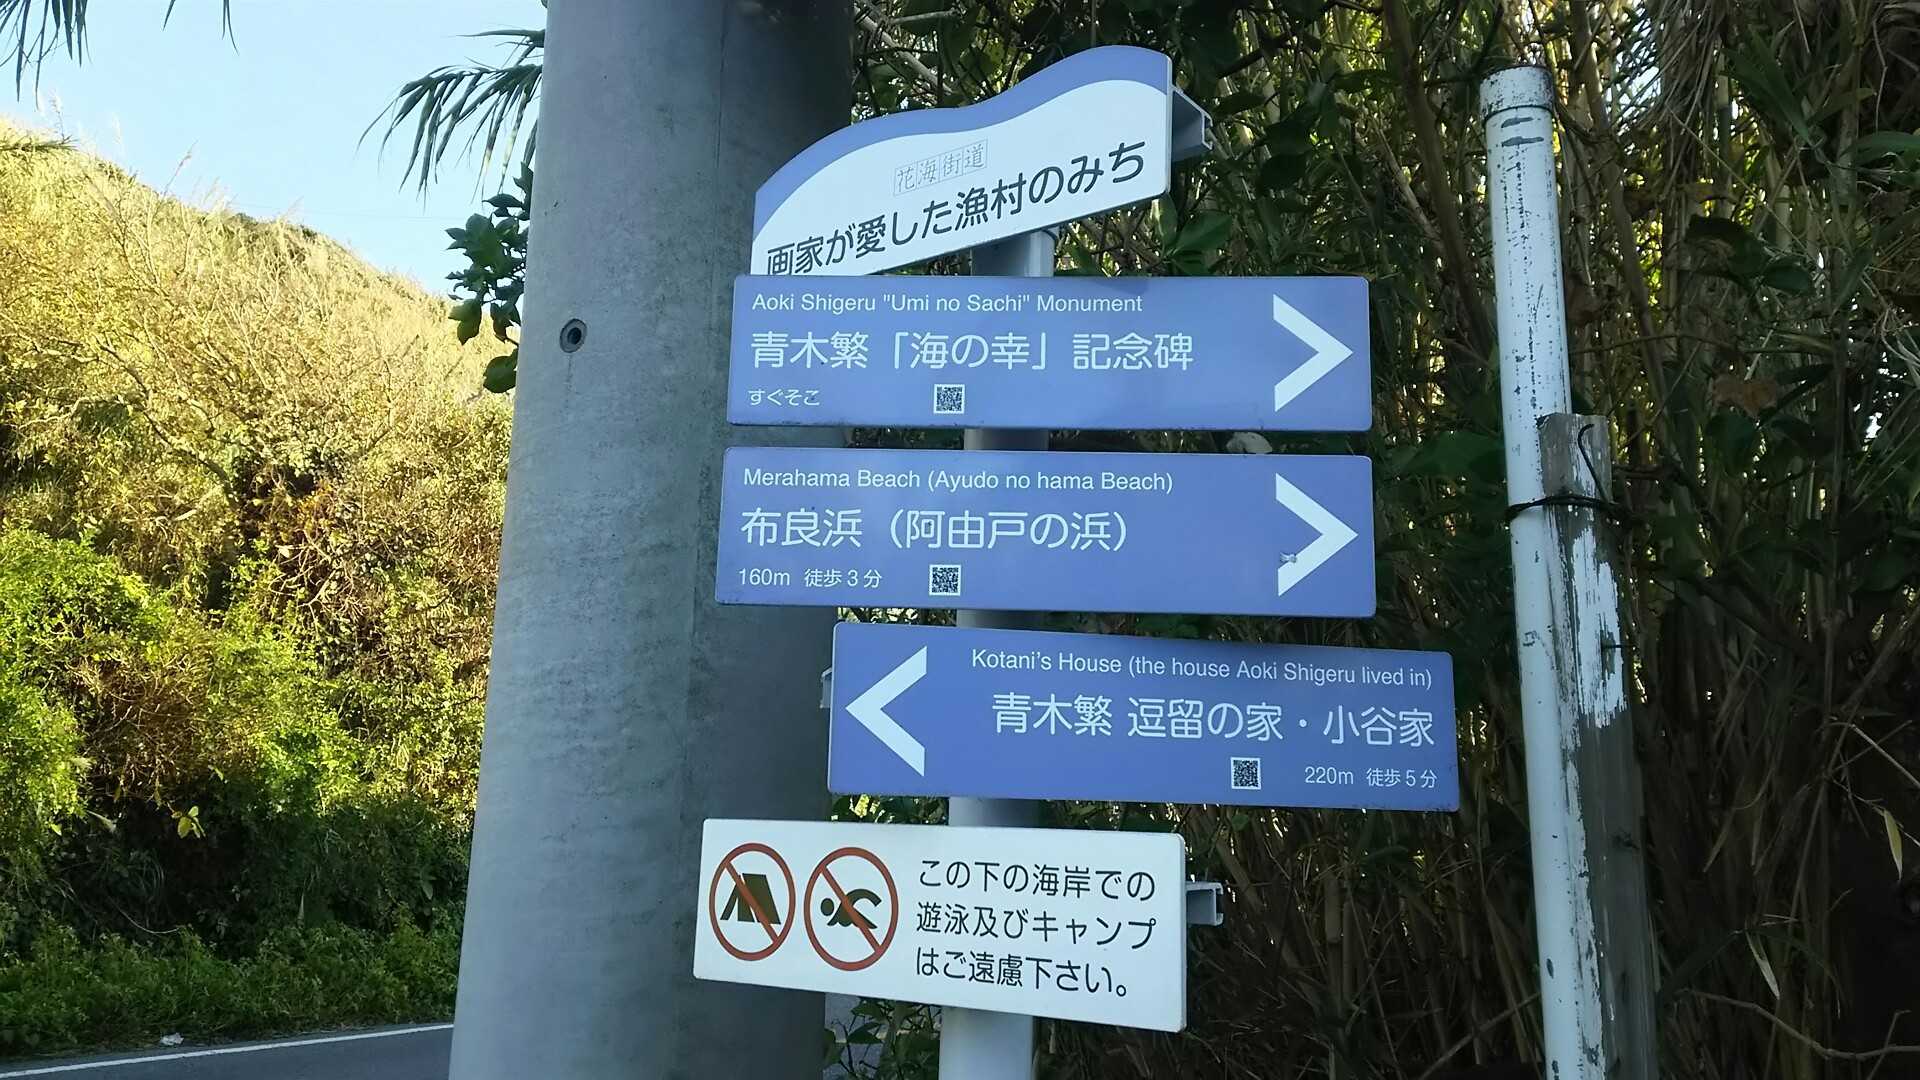 花海街道
画家が愛した漁村のみち
Aoki Shigeru "Umi no Sachi" Monument
青木繁「海の幸」記念碑
すぐそこ
Merahama Beach (Ayudo no hama Beach)
布良浜（阿由戸の浜）
160m 徒歩3分
Kotani's House (the house Aoki Shigeru lived in)
青木繁 逗留の家・小谷家
220m 徒歩5分
この下の海岸での
遊泳及びキャンプ
はご遠慮下さい。